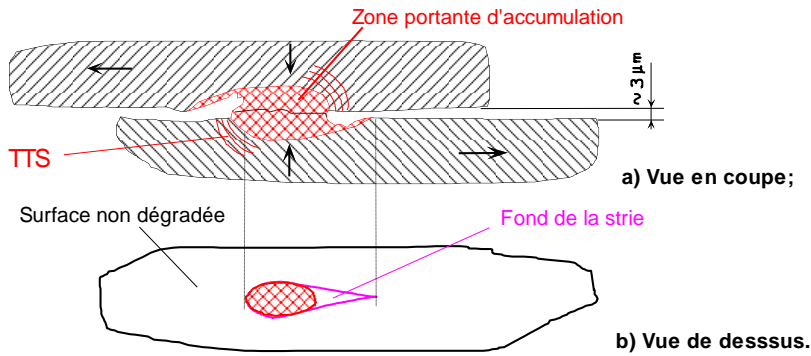 Zone portante d'accumulation
~ 3 µm
TTS
a) Vue en coupe;
Surface non dégradée
Fond de la strie
b) Vue de desssus.